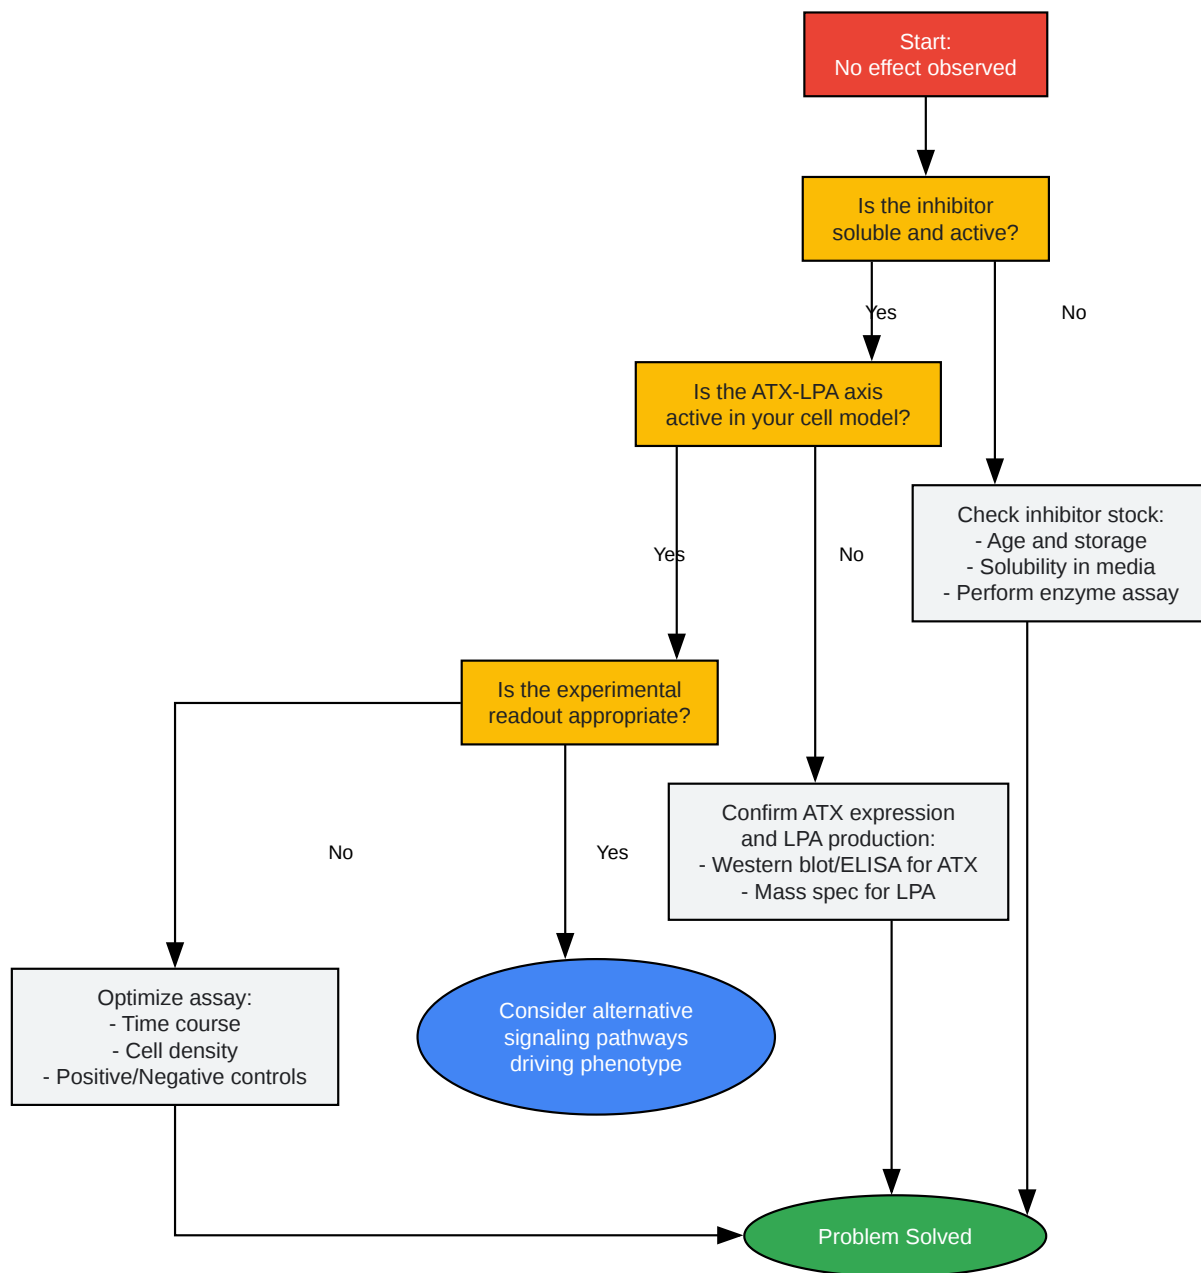 Start:
No effect observed
Is the inhibitor
soluble and active?
Yes
No
Is the ATX-LPA axis
active in your cell model?
Check inhibitor stock:
- Age and storage
- Solubility in media
- Perform enzyme assay
Yes
No
Is the experimental
readout appropriate?
Confirm ATX expression
and LPA production:
- Western blot/ELISA for ATX
- Mass spec for LPA
No
Yes
Optimize assay:
- Time course
- Cell density
- Positive/Negative controls
Consider alternative
signaling pathways
driving phenotype
Problem Solved